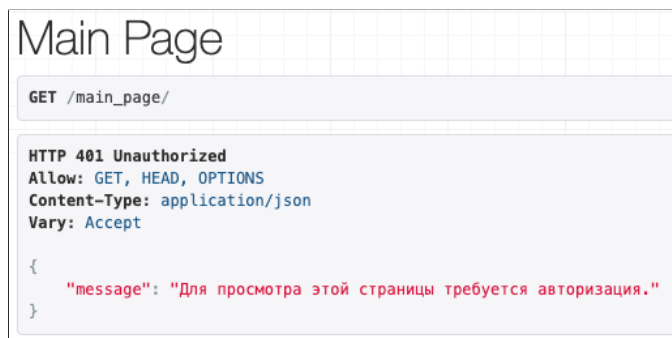 Main Page
GET /main_page/
HTTP 401 Unauthorized
Allow: GET, HEAD, OPTIONS
Content-Type: application/json
Vary: Accept
{
"message": "Для просмотра этой страницы требуется авторизация."
}